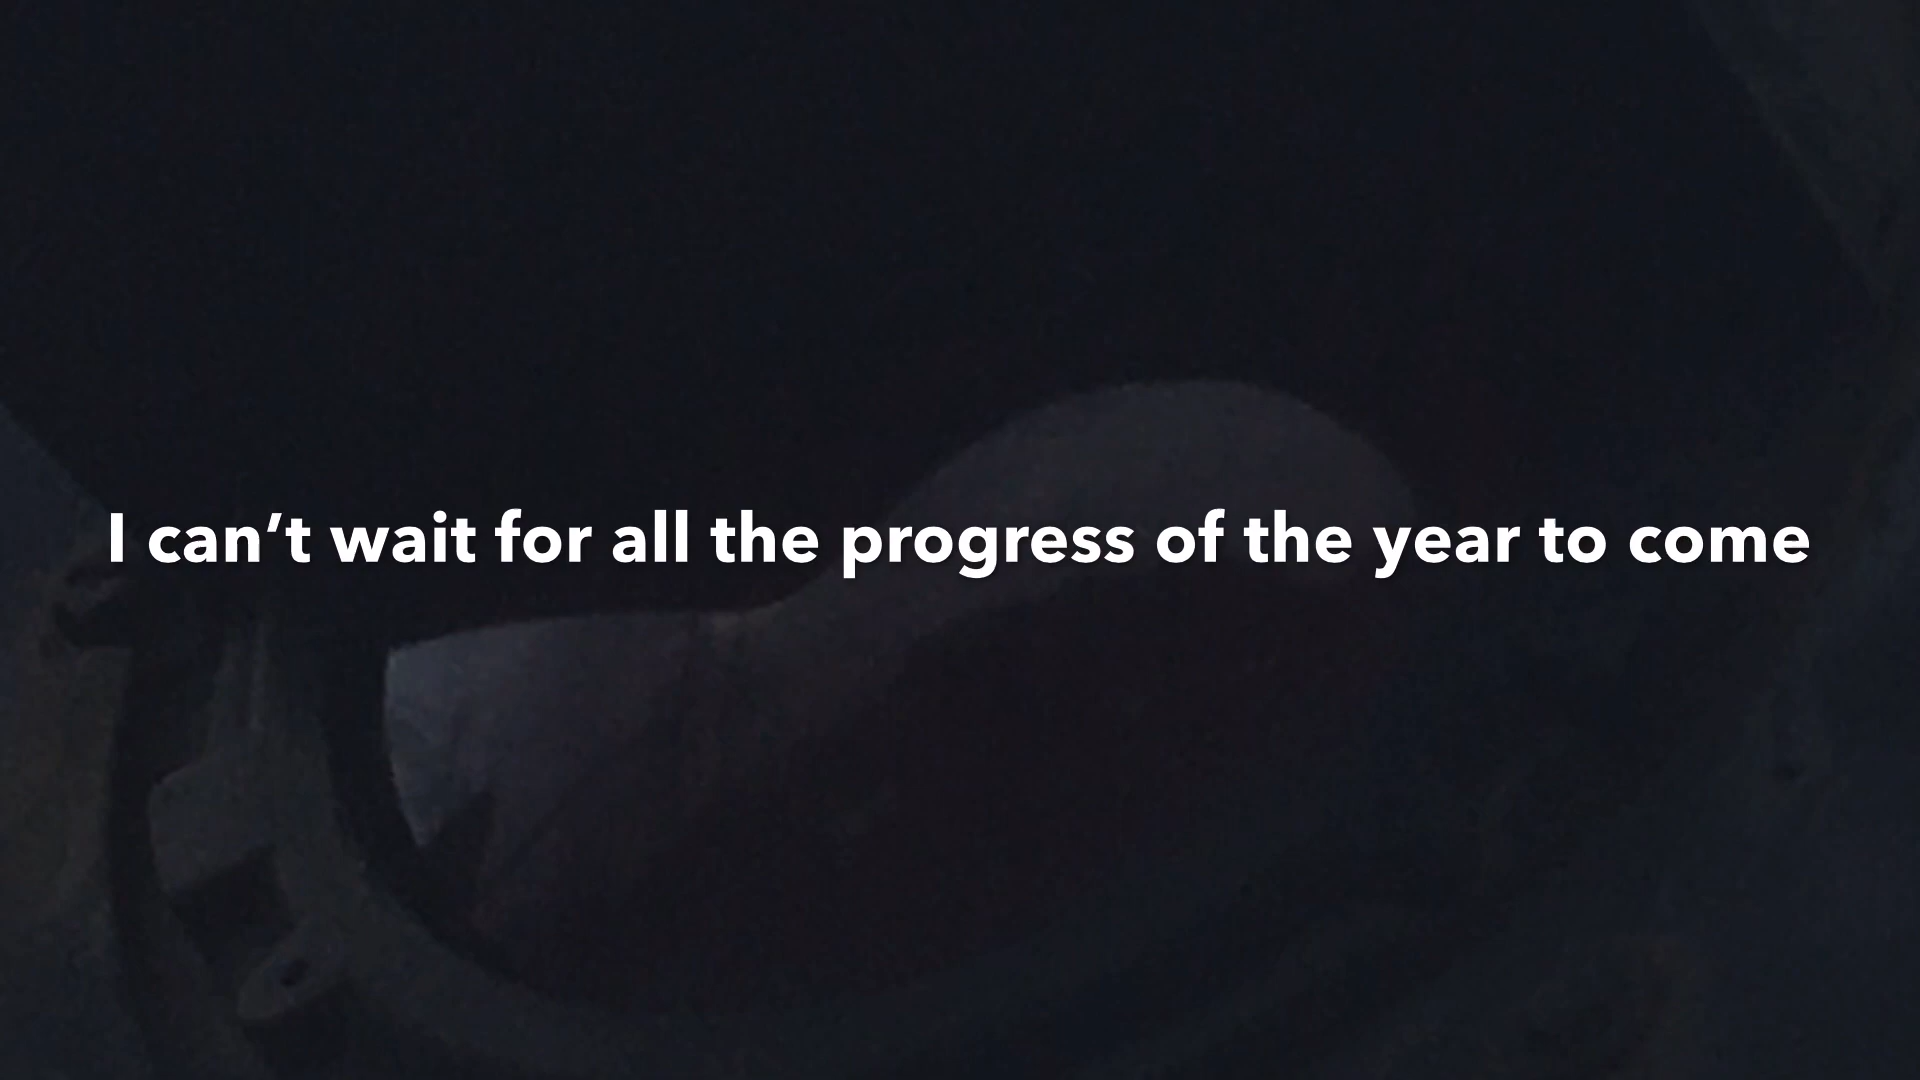 I can’t wait for all the progress of the year to come